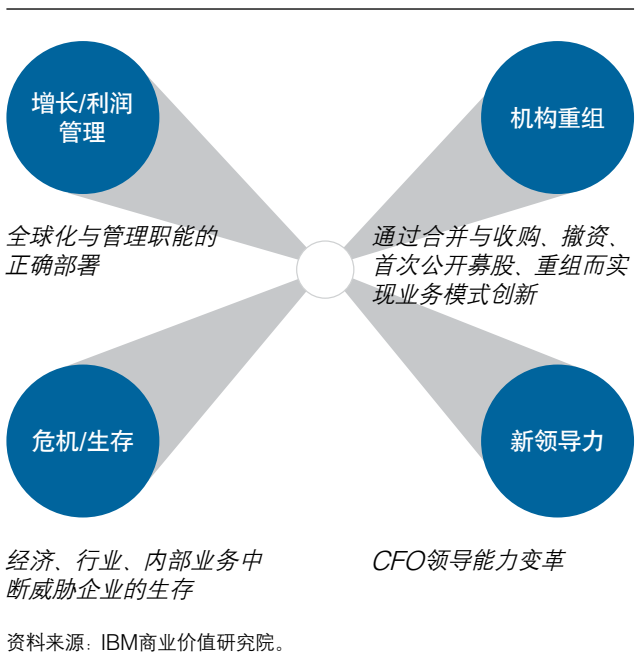 增长/利润
管理
机构重组
全球化与管理职能的
正确部署
通过合并与收购、撤资、
首次公开募股、重组而实
现业务模式创新
危机/生存
新领导力
经济、行业、内部业务中
断威胁企业的生存
CFO领导能力变革
资料来源：IBM商业价值研究院。